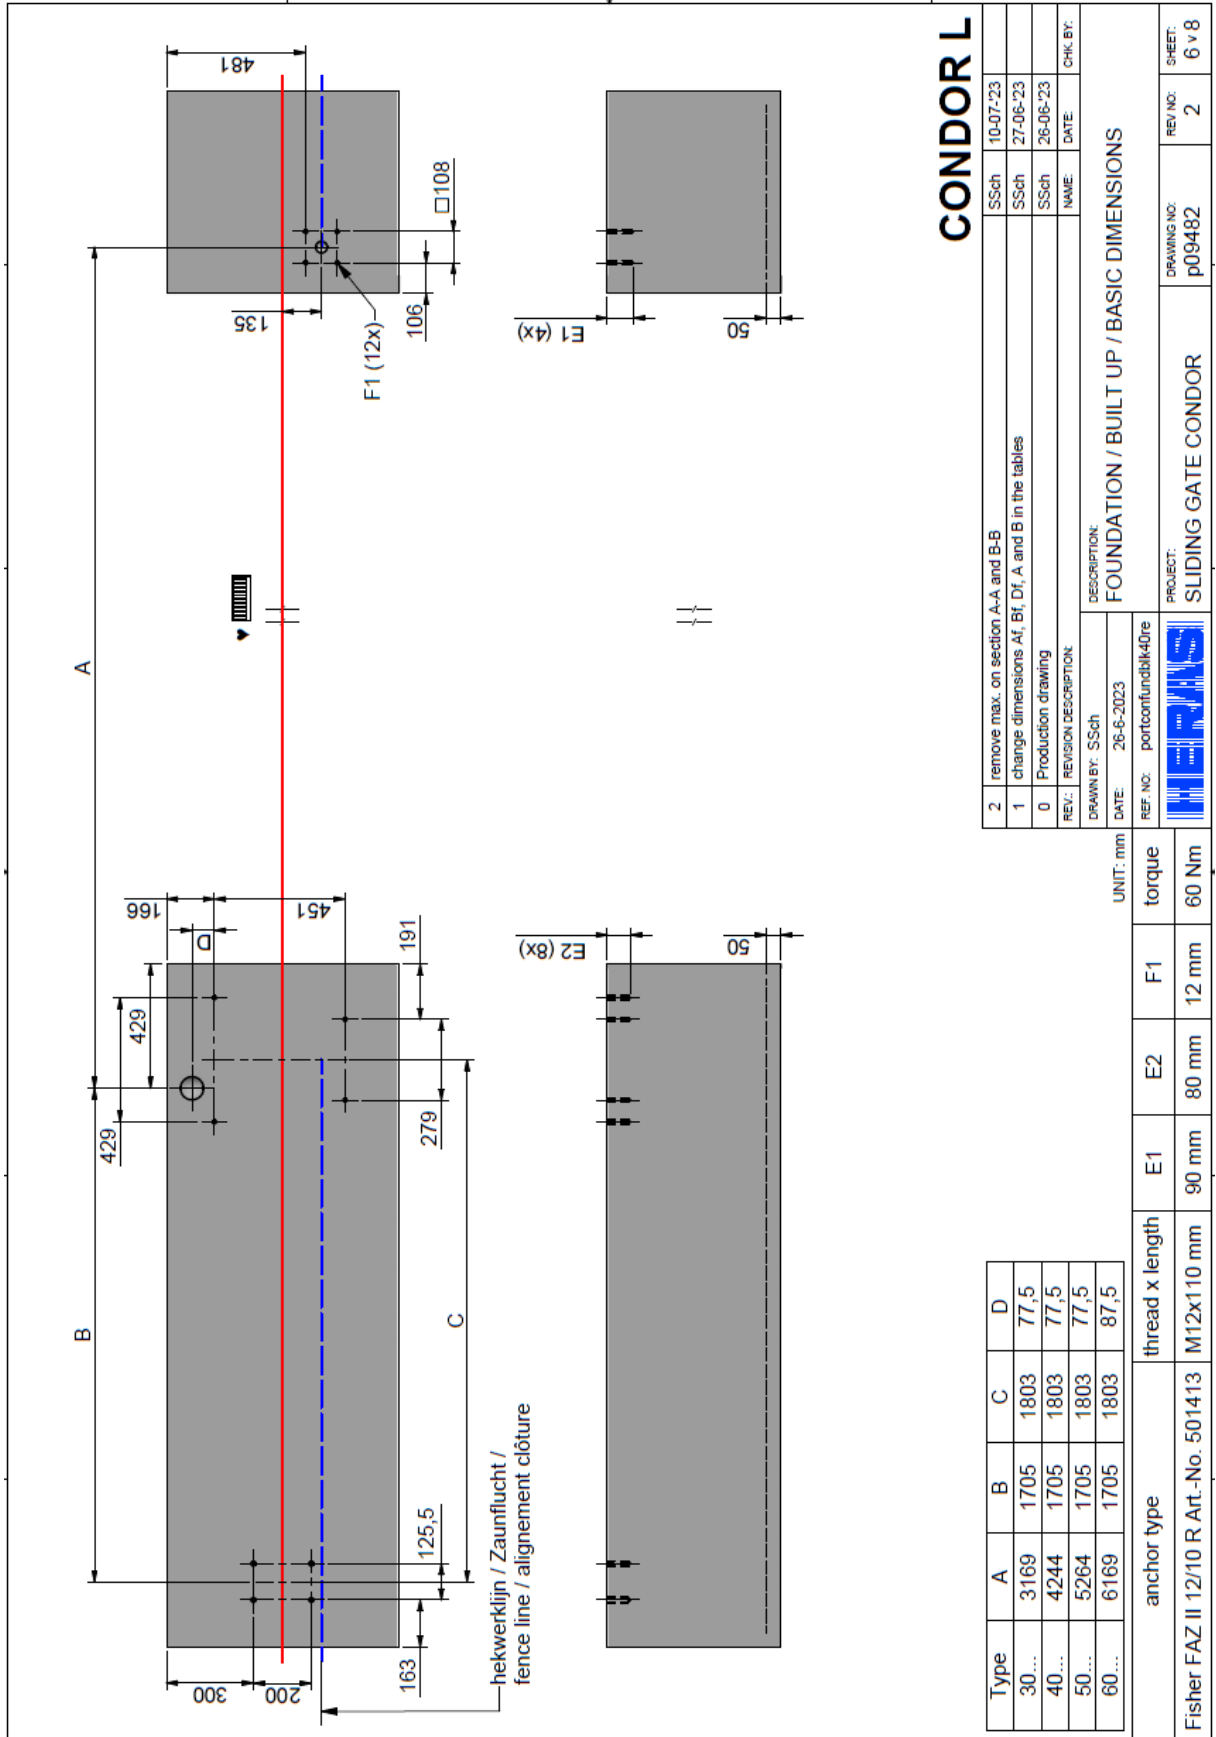 B
A
429
429
D
166
451
191
279
C
300
200
163
125,5
hekwerklijn / Zaunflucht /
fence line / alignement clôture
481
135
F1 (12x)
106
□108
E2 (8x)
50
E1 (4x)
50
CONDOR L
Type A B C D
30... 3169 1705 1803 77,5
40... 4244 1705 1803 77,5
50... 5264 1705 1803 77,5
60... 6169 1705 1803 87,5
UNIT: mm
anchor type thread x length E1 E2 F1 torque
Fisher FAZ II 12/10 R Art.-No. 501413 M12x110 mm 90 mm 80 mm 12 mm 60 Nm
2 remove max. on section A-A and B-B SSch 10-07-'23
1 change dimensions Af, Bf, Df, A and B in the tables SSch 27-06-'23
0 Production drawing SSch 26-06-'23
REV.: REVISION DESCRIPTION: NAME: DATE: CHK. BY:
DRAWN BY: SSch
DATE: 26-6-2023
DESCRIPTION:
FOUNDATION / BUILT UP / BASIC DIMENSIONS
REF. NO: portconfundblk40re
HERAS
PROJECT:
SLIDING GATE CONDOR
DRAWING NO:
p09482
REV NO:
2
SHEET:
6 v 8